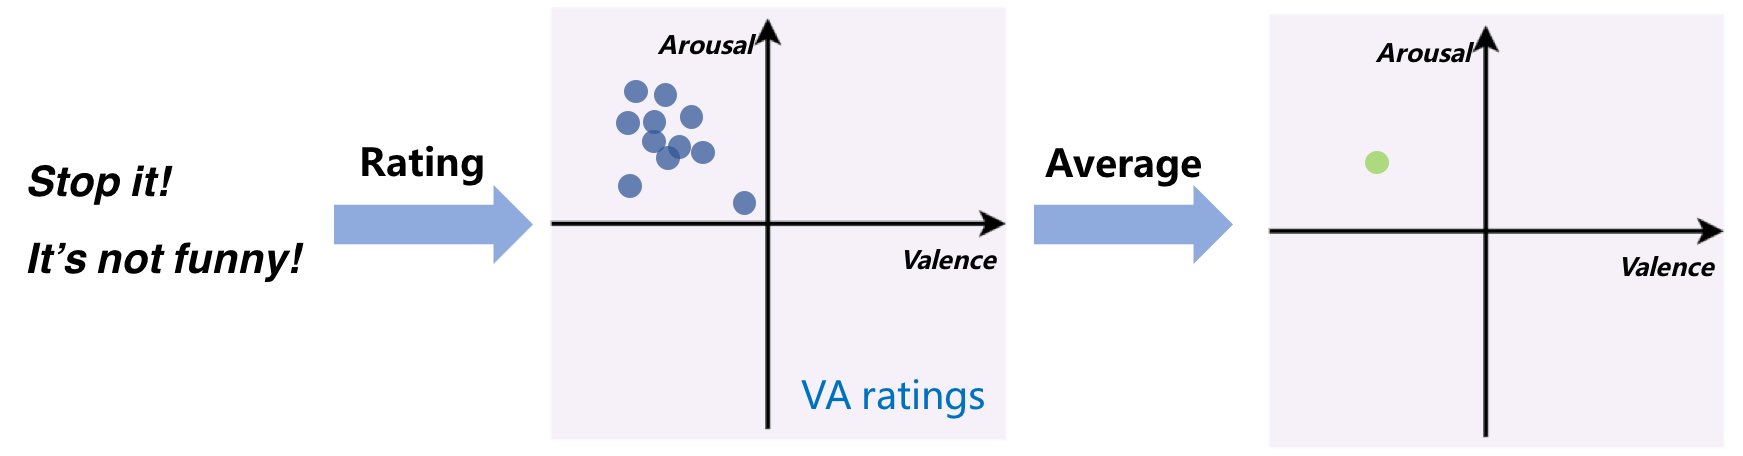 Stop it!
It's not funny!
Rating
Arousal
Valence
VA ratings
Average
Arousal
Valence